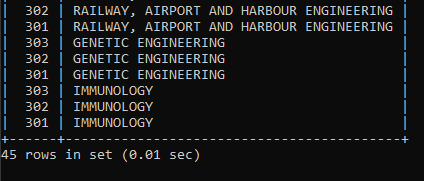 | 302 | RAILWAY, AIRPORT AND HARBOUR ENGINEERING |
| 301 | RAILWAY, AIRPORT AND HARBOUR ENGINEERING |
| 303 | GENETIC ENGINEERING |
| 302 | GENETIC ENGINEERING |
| 301 | GENETIC ENGINEERING |
| 303 | IMMUNOLOGY |
| 302 | IMMUNOLOGY |
| 301 | IMMUNOLOGY |
+------+------------------------------------------+
45 rows in set (0.01 sec)